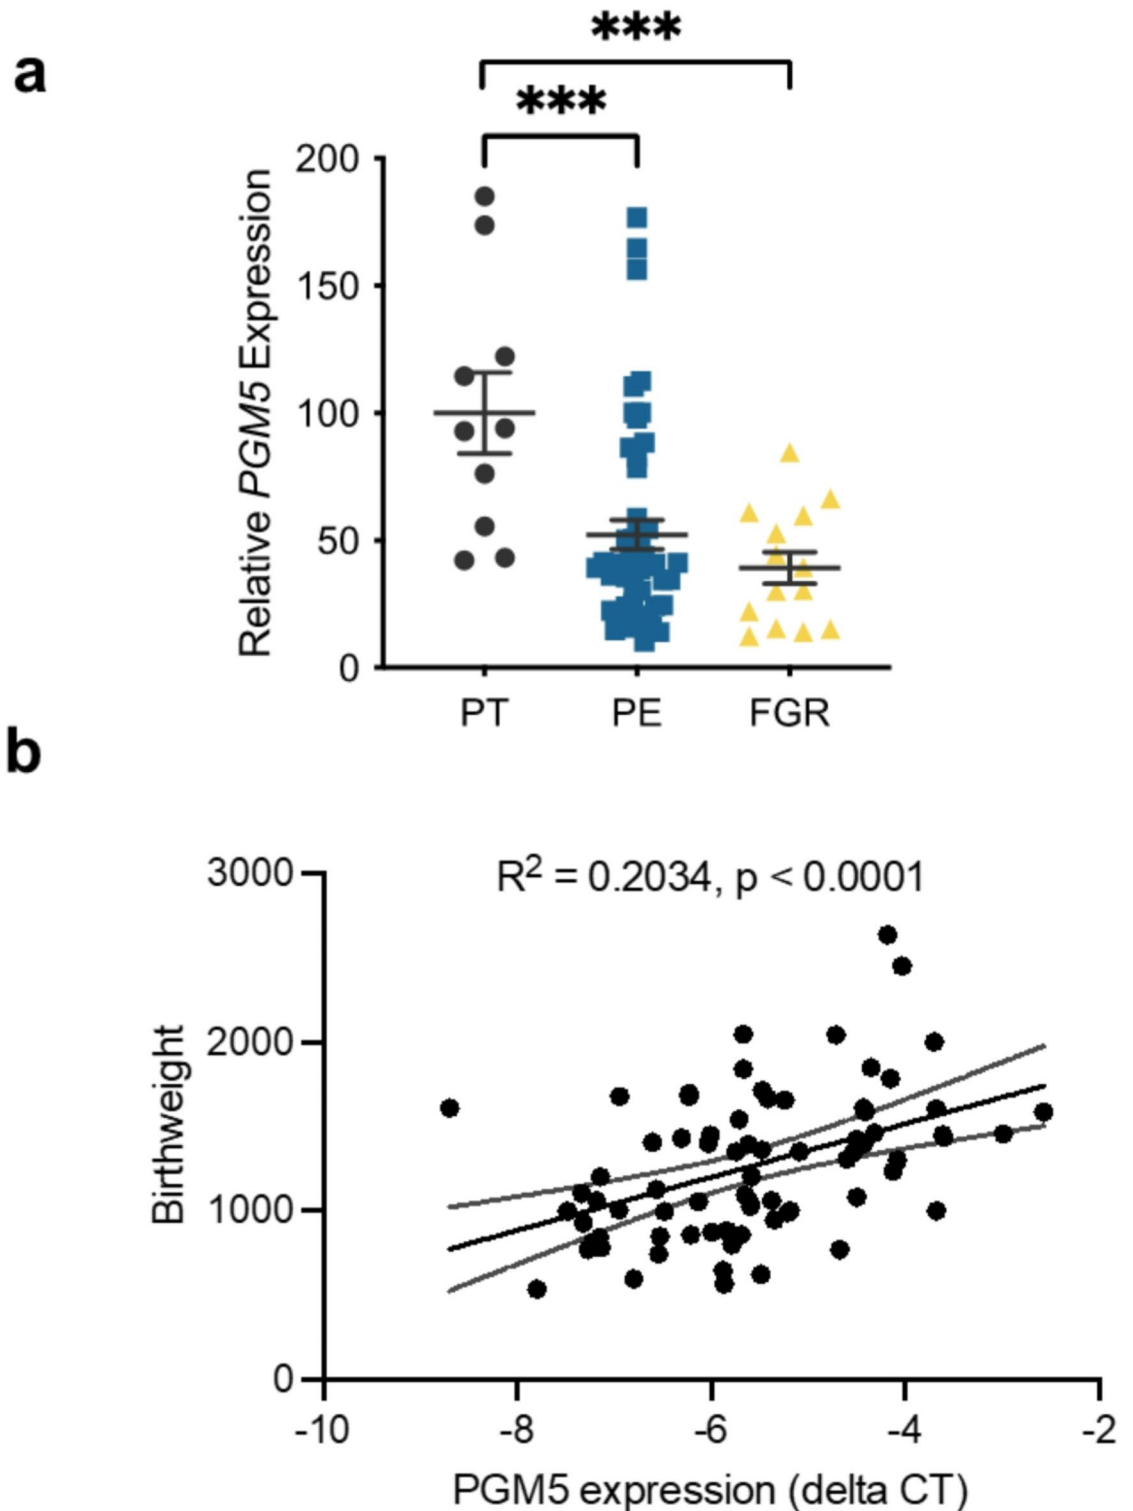 a
***
***
200
150
100
50
0
Relative PGM5 Expression
PT PE FGR
b
R² = 0.2034, p < 0.0001
3000
2000
1000
0
Birthweight
-10 -8 -6 -4 -2
PGM5 expression (delta CT)